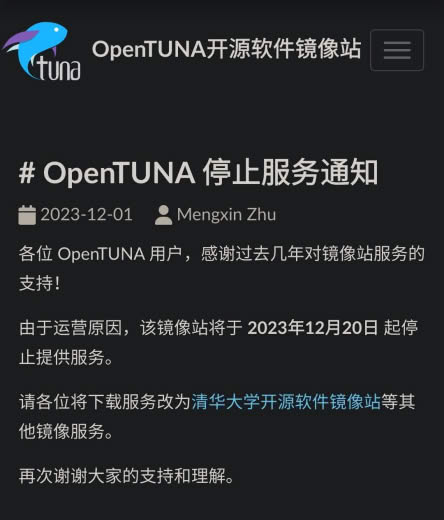 tuna
OpenTUNA开源软件镜像站
# OpenTUNA 停止服务通知
2023-12-01 Mengxin Zhu
各位 OpenTUNA 用户，感谢过去几年对镜像站服务的
支持！
由于运营原因，该镜像站将于 2023年12月20日 起停
止提供服务。
请各位将下载服务改为清华大学开源软件镜像站等其
他镜像服务。
再次谢谢大家的支持和理解。